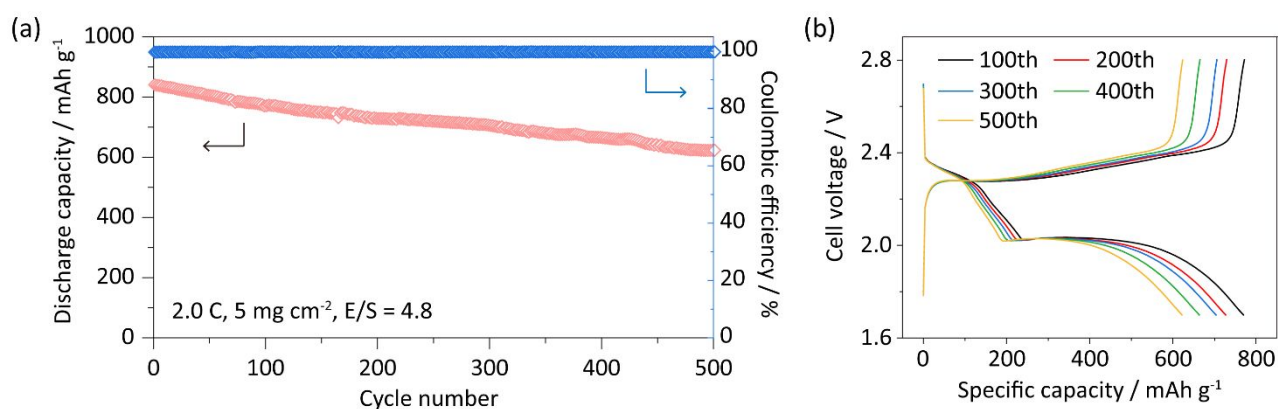 (a)
1000
800
600
400
200
0
Discharge capacity / mAh g⁻¹
2.0 C, 5 mg cm⁻², E/S = 4.8
0 100 200 300 400 500
Cycle number
100
80
60
40
20
0
Coulombic efficiency / %
(b)
2.8
2.4
2.0
1.6
Cell voltage / V
100th 200th
300th 400th
500th
0 200 400 600 800
Specific capacity / mAh g⁻¹